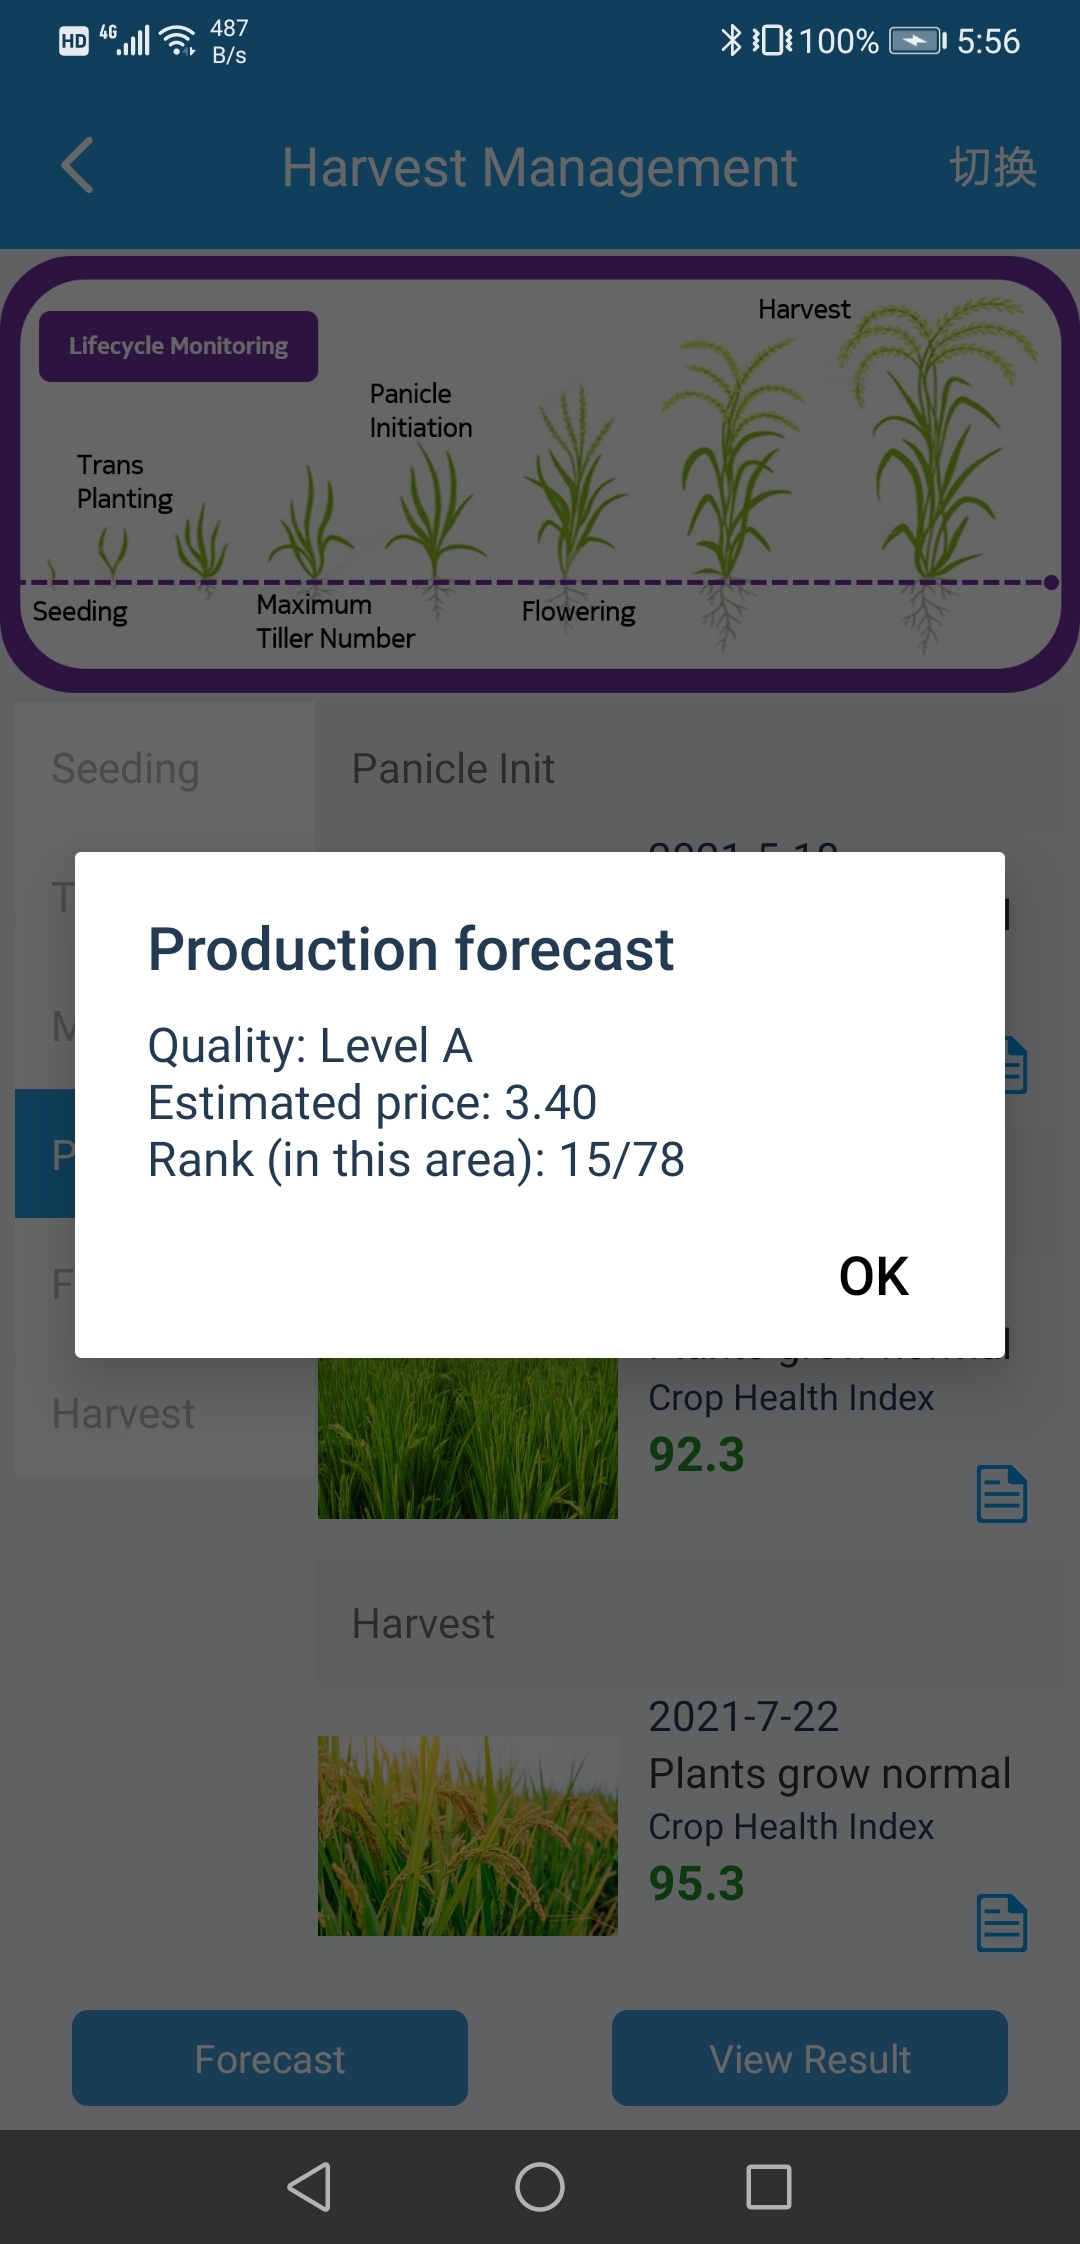 HD 4G 487 B/s 100% 5:56
Harvest Management 切换
Lifecycle Monitoring
Harvest
Panicle
Initiation
Trans
Planting
Seeding
Maximum
Tiller Number
Flowering
Seeding
Panicle Init
Production forecast
Quality: Level A
Estimated price: 3.40
Rank (in this area): 15/78
OK
Harvest
Crop Health Index
92.3
Harvest
2021-7-22
Plants grow normal
Crop Health Index
95.3
Forecast
View Result